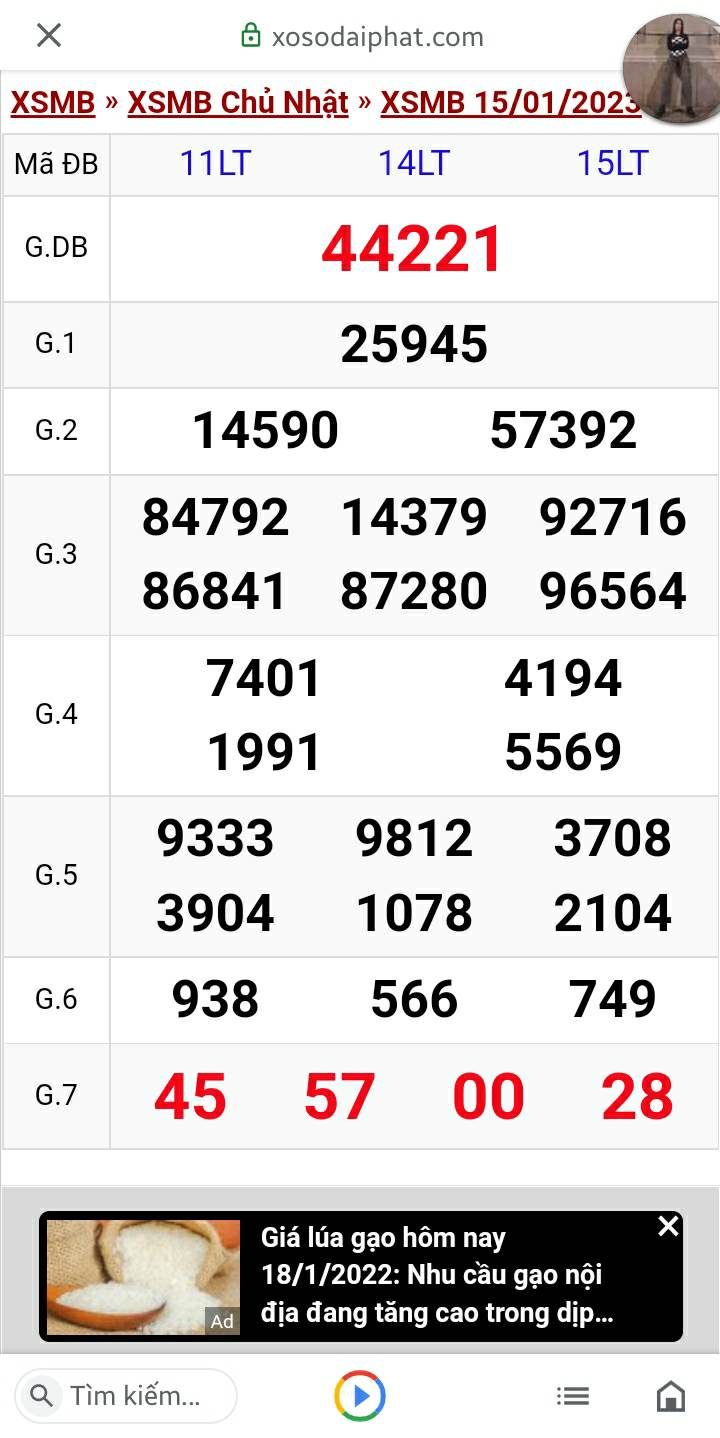 xosodaiphat.com
XSMB » XSMB Chủ Nhật » XSMB 15/01/2023
Mã ĐB 11LT 14LT 15LT
G.DB 44221
G.1 25945
G.2 14590 57392
G.3 84792 14379 92716
86841 87280 96564
G.4 7401 4194
1991 5569
G.5 9333 9812 3708
3904 1078 2104
G.6 938 566 749
G.7 45 57 00 28
Giá lúa gạo hôm nay
18/1/2022: Nhu cầu gạo nội
địa đang tăng cao trong dịp...
Ad
Tìm kiếm...